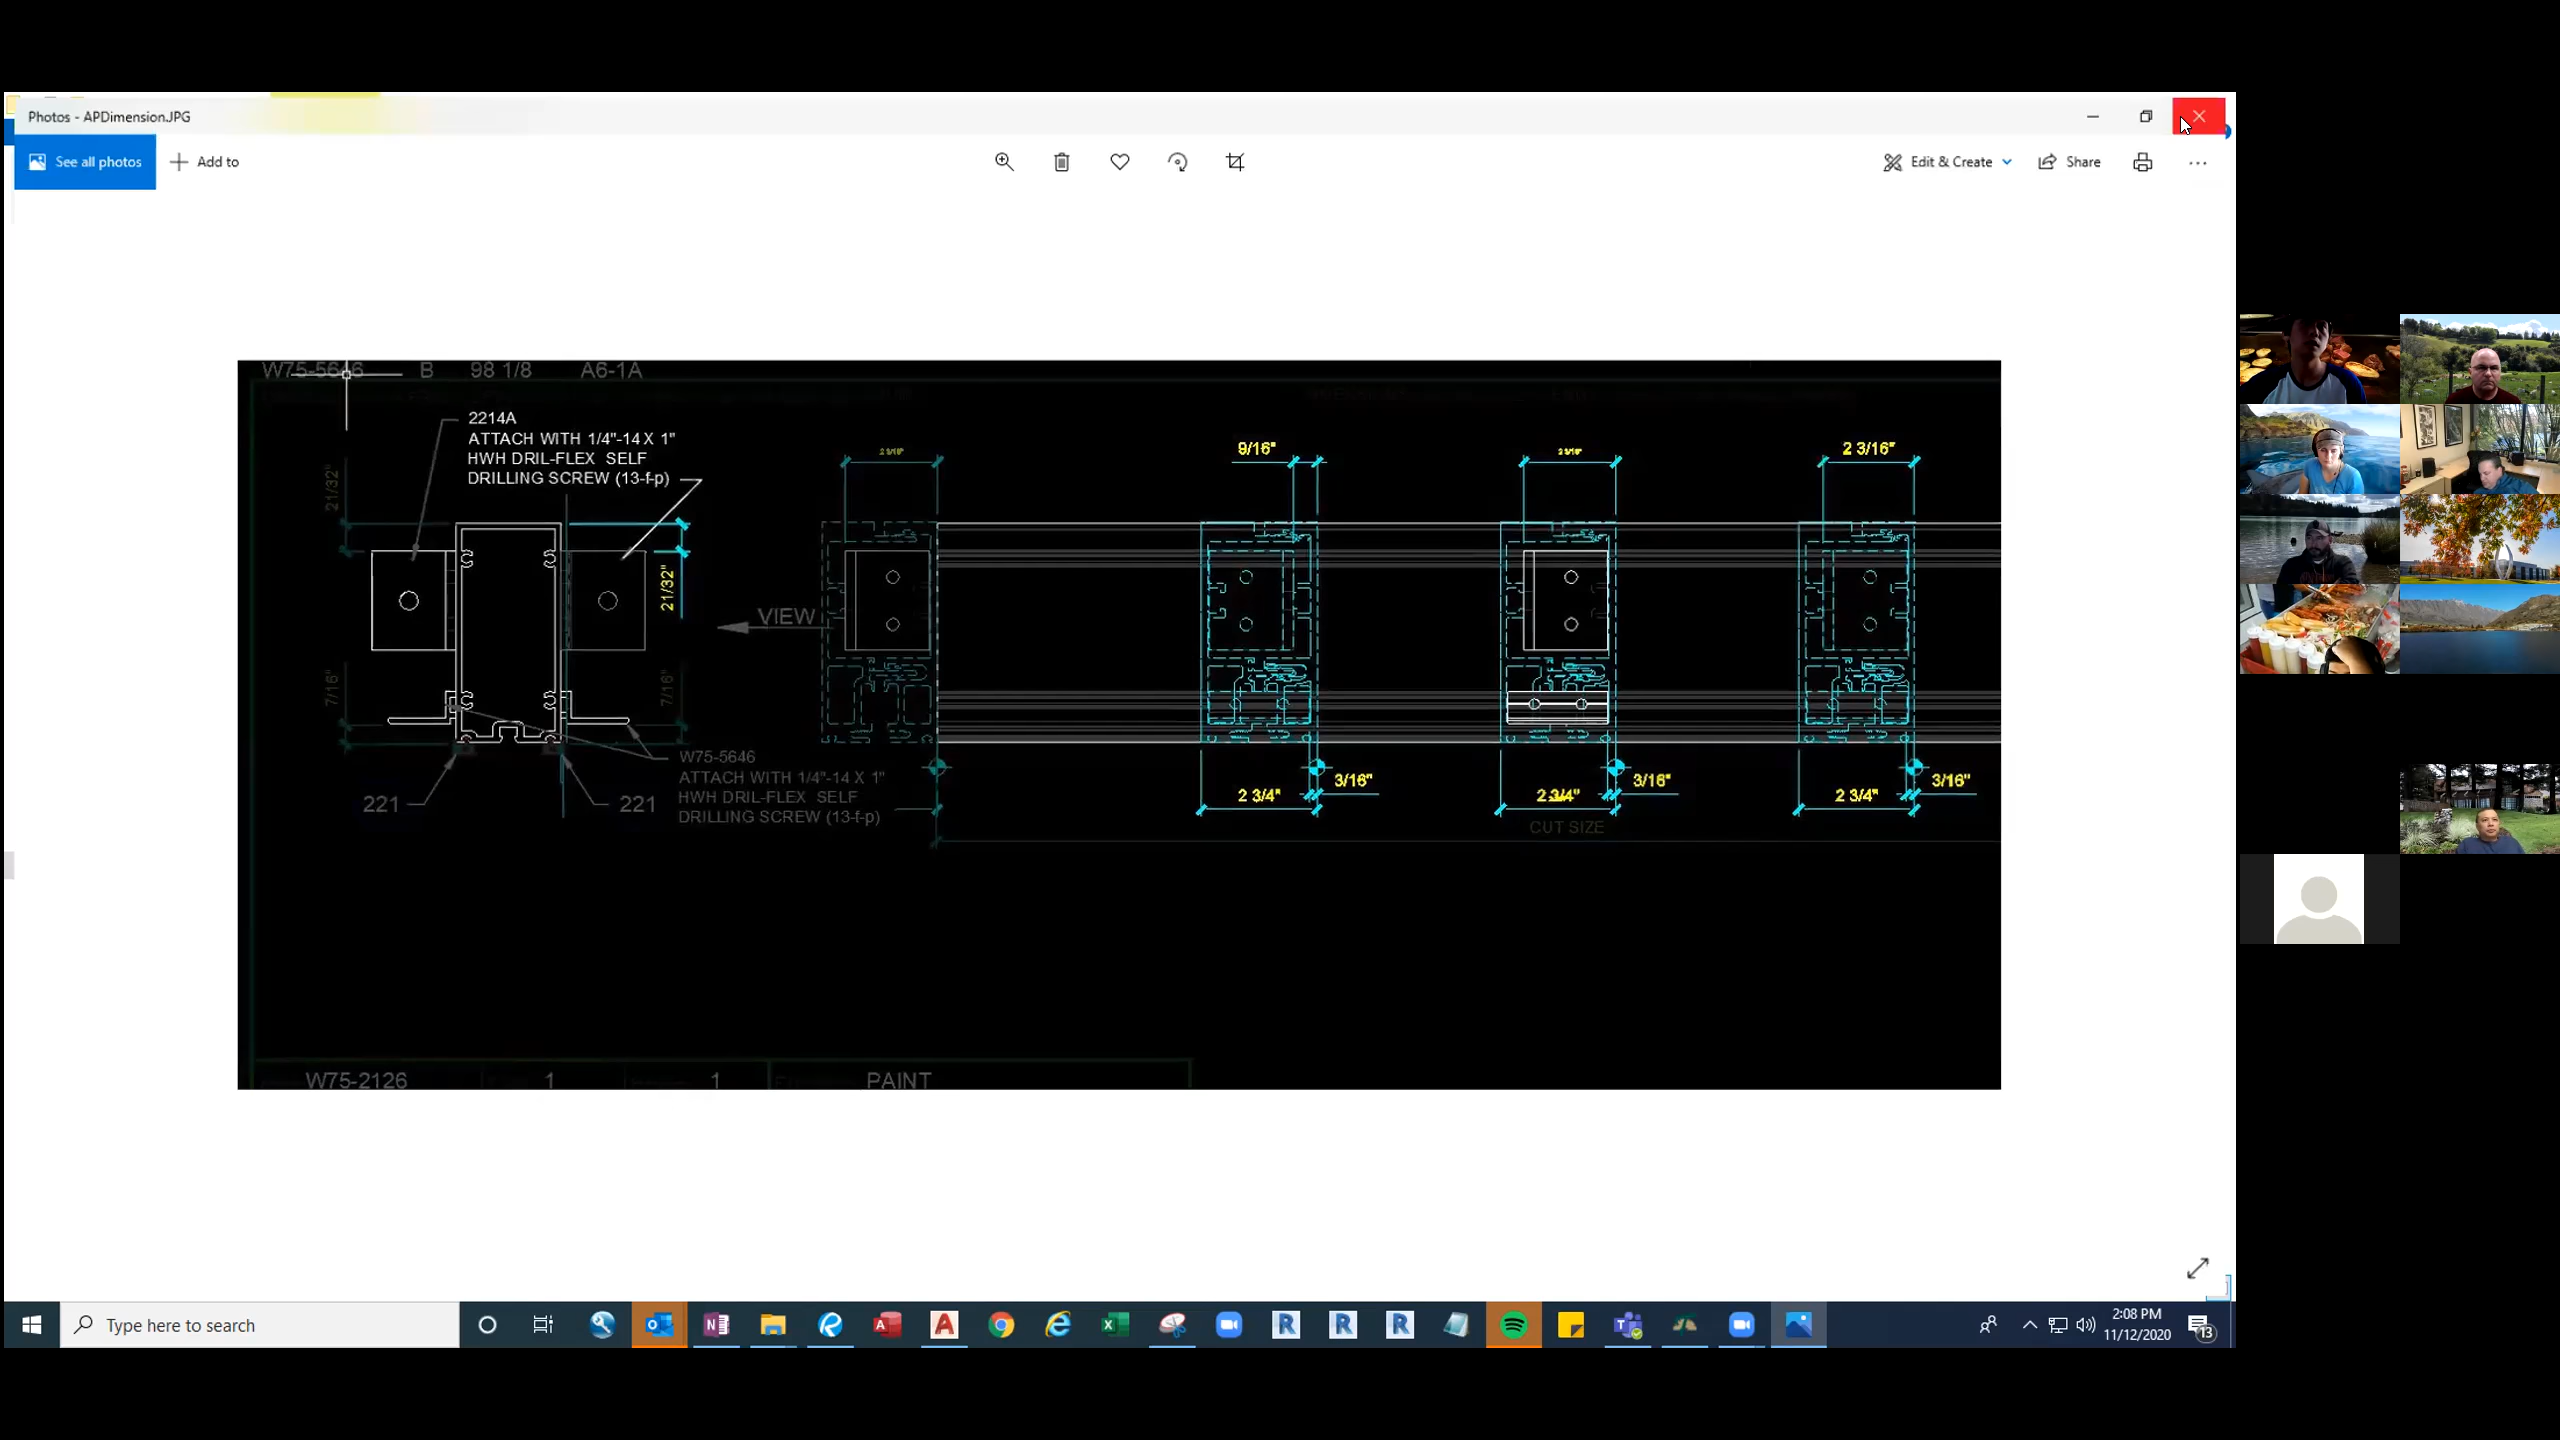 Photos - APDimension.JPG
See all photos
Add to
Edit & Create
Share
W75-5646 B 98 1/8 A6-1A
2214A
ATTACH WITH 1/4"-14 X 1"
HWH DRIL-FLEX SELF
DRILLING SCREW (13-f-p)
21/32"
9/16"
2 3/16"
21/32"
VIEW
7/16"
7/16"
W75-5646
ATTACH WITH 1/4"-14 X 1"
HWH DRIL-FLEX SELF
DRILLING SCREW (13-f-p)
221
221
3/16"
2 3/4"
3/16"
2 3/4"
3/16"
2 3/4"
CUT SIZE
W75-2126 1 1 PAINT
Type here to search
2:08 PM
11/12/2020
13